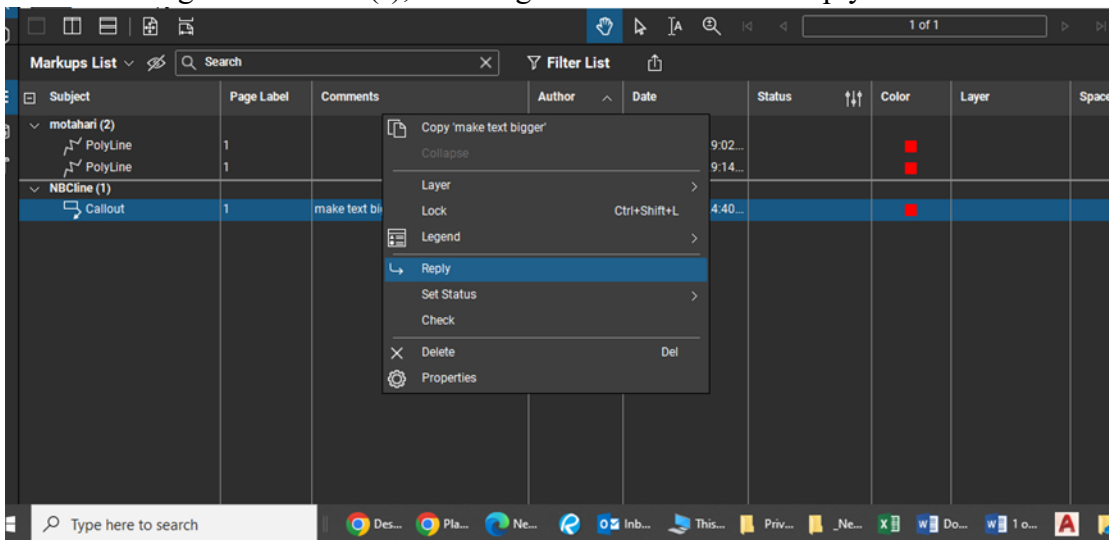 1 of 1
Markups List Search Filter List
Subject Page Label Comments Author Date Status Color Layer Space
motahari (2)
PolyLine 1 9:02...
PolyLine 1 9:14...
NBCline (1)
Callout 1 make text bi 4:40...
Copy 'make text bigger'
Collapse
Layer
Lock Ctrl+Shift+L
Legend
Reply
Set Status
Check
Delete Del
Properties
Type here to search Des... Pla... Ne... Inb... This... Priv... _Ne... Do... 1 o...